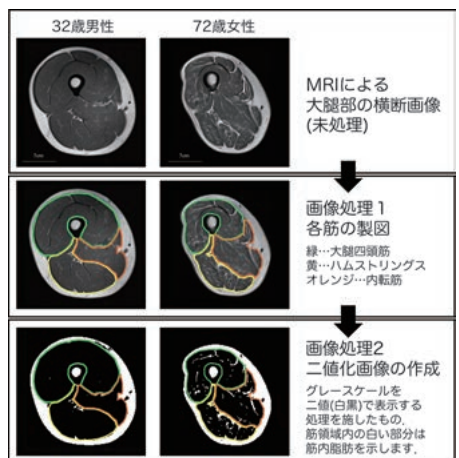 32歳男性
72歳女性
MRIによる
大腿部の横断画像
(未処理)
画像処理1
各筋の製図
緑…大腿四頭筋
黄…ハムストリングス
オレンジ…内転筋
画像処理2
二値化画像の作成
グレースケールを
二値(白黒)で表示する
処理を施したもの.
筋領域内の白い部分は
筋内脂肪を示します.